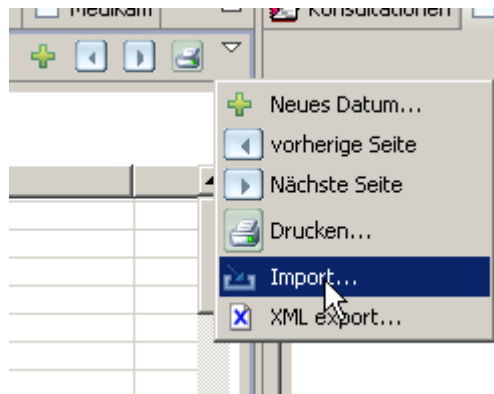 Medikam
Konsultationen
Neues Datum...
vorherige Seite
Nächste Seite
Drucken...
Import...
XML export...